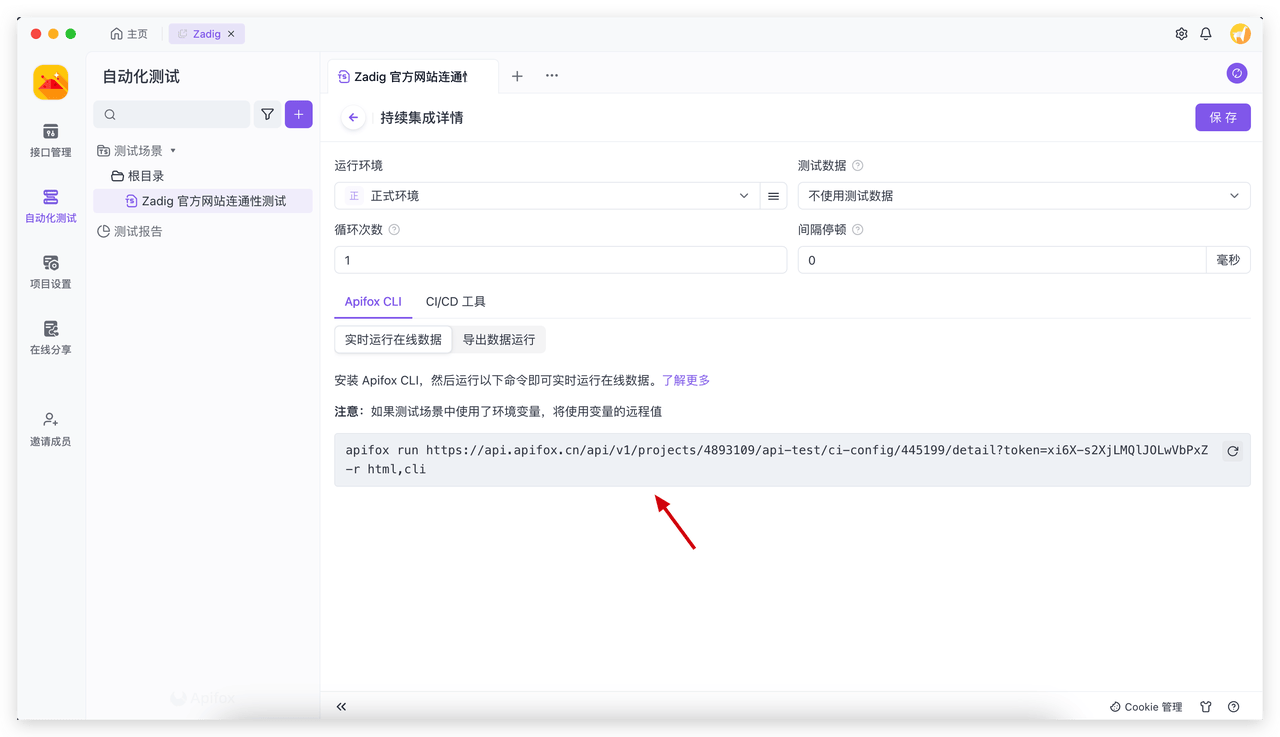 主页
Zadig
自动化测试
接口管理
自动化测试
项目设置
在线分享
邀请成员
测试场景
根目录
Zadig 官方网站连通性测试
测试报告
Zadig 官方网站连通性
持续集成详情
保存
运行环境
测试数据
正 正式环境
不使用测试数据
循环次数
间隔停顿
1
0
毫秒
Apifox CLI
CI/CD 工具
实时运行在线数据
导出数据运行
安装 Apifox CLI，然后运行以下命令即可实时运行在线数据。了解更多
注意：如果测试场景中使用了环境变量，将使用变量的远程值
apifox run https://api.apifox.cn/api/v1/projects/4893109/api-test/ci-config/445199/detail?token=xi6X-s2XjLMQlJOLwVbPxZ
-r html,cli
Apifox
Cookie 管理